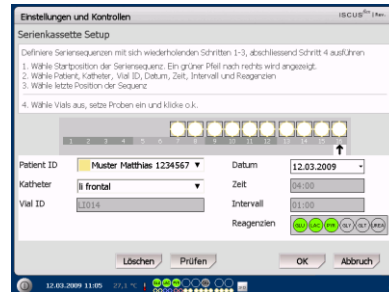 Einstellungen und Kontrollen
ISCUS
Serienkassette Setup
Definiere Seriensequenzen mit sich wiederholenden Schritten 1-3, abschliessend Schritt 4 ausführen
1. Wähle Startposition der Sequenz. Ein grüner Pfeil nach rechts wird angezeigt.
2. Wähle Patient, Katheter, Vial ID, Datum, Zeit, Intervall und Reagenzien
3. Wähle letzte Position der Sequenz
4. Wähle Vials aus, setze Proben ein und klicke o.k.
1 2 3 4 5 6 7 8 9 10 11 12 13 14 15 16
Patient ID Muster Matthias 1234567 Datum 12.03.2009
Katheter li frontal Zeit 04:00
Vial ID LI014 Intervall 01:00
Reagenzien GLU LAC PYR GLY GLT UREA
Löschen Prüfen OK Abbruch
12.03.2009 11:05 27,1 °C